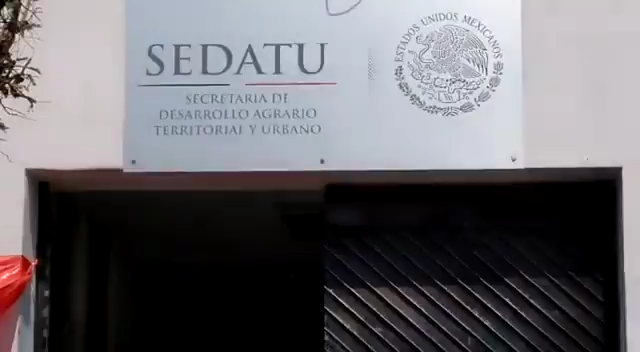 SEDATU
SECRETARIA DE
DESARROLLO AGRARIO
TERRITORIAL Y URBANO
ESTADOS UNIDOS MEXICANOS